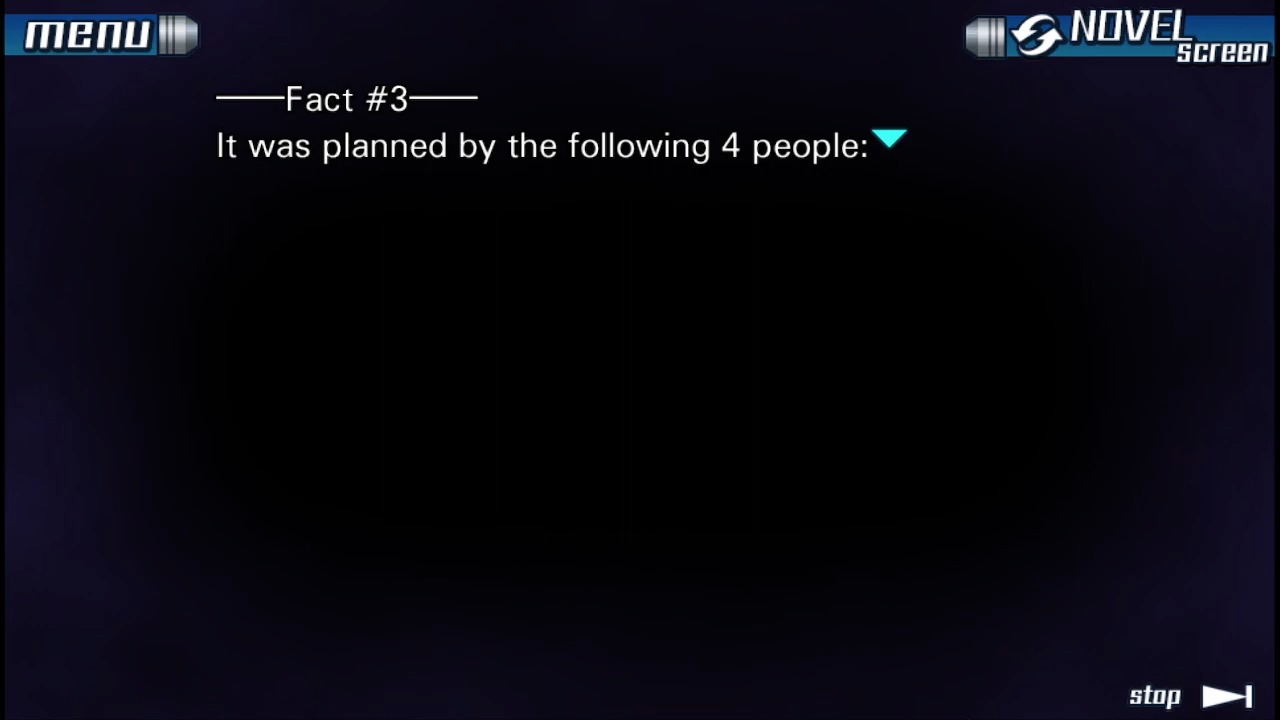 menu
NOVEL
screen
——Fact #3——
It was planned by the following 4 people:
stop